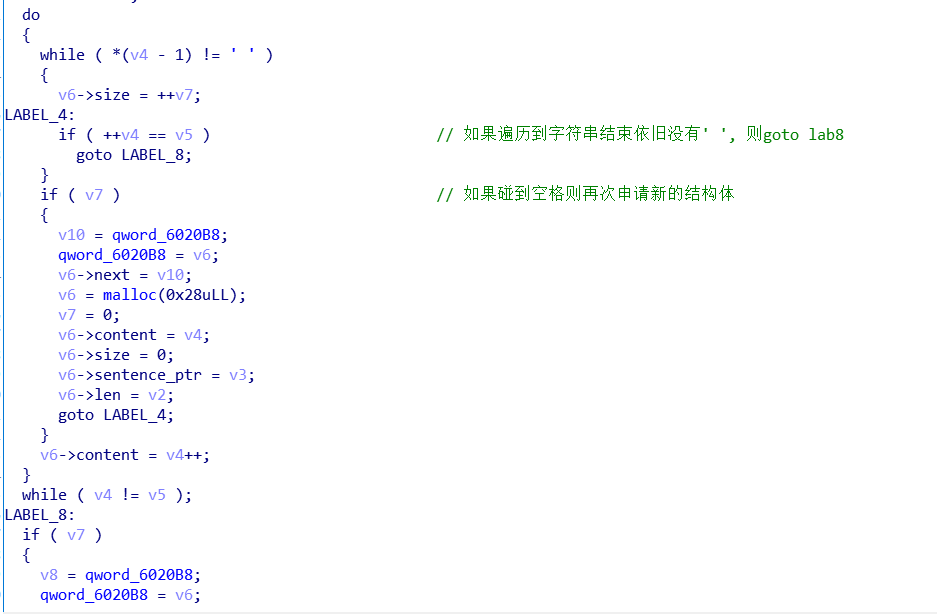 do
{
while ( *(v4 - 1) != ' ' )
{
v6->size = ++v7;
LABEL_4:
if ( ++v4 == v5 ) // 如果遍历到字符串结束依旧没有' ', 则goto lab8
goto LABEL_8;
}
if ( v7 ) // 如果碰到空格则再次申请新的结构体
{
v10 = qword_6020B8;
qword_6020B8 = v6;
v6->next = v10;
v6 = malloc(0x28uLL);
v7 = 0;
v6->content = v4;
v6->size = 0;
v6->sentence_ptr = v3;
v6->len = v2;
goto LABEL_4;
}
v6->content = v4++;
}
while ( v4 != v5 );
LABEL_8:
if ( v7 )
{
v8 = qword_6020B8;
qword_6020B8 = v6;